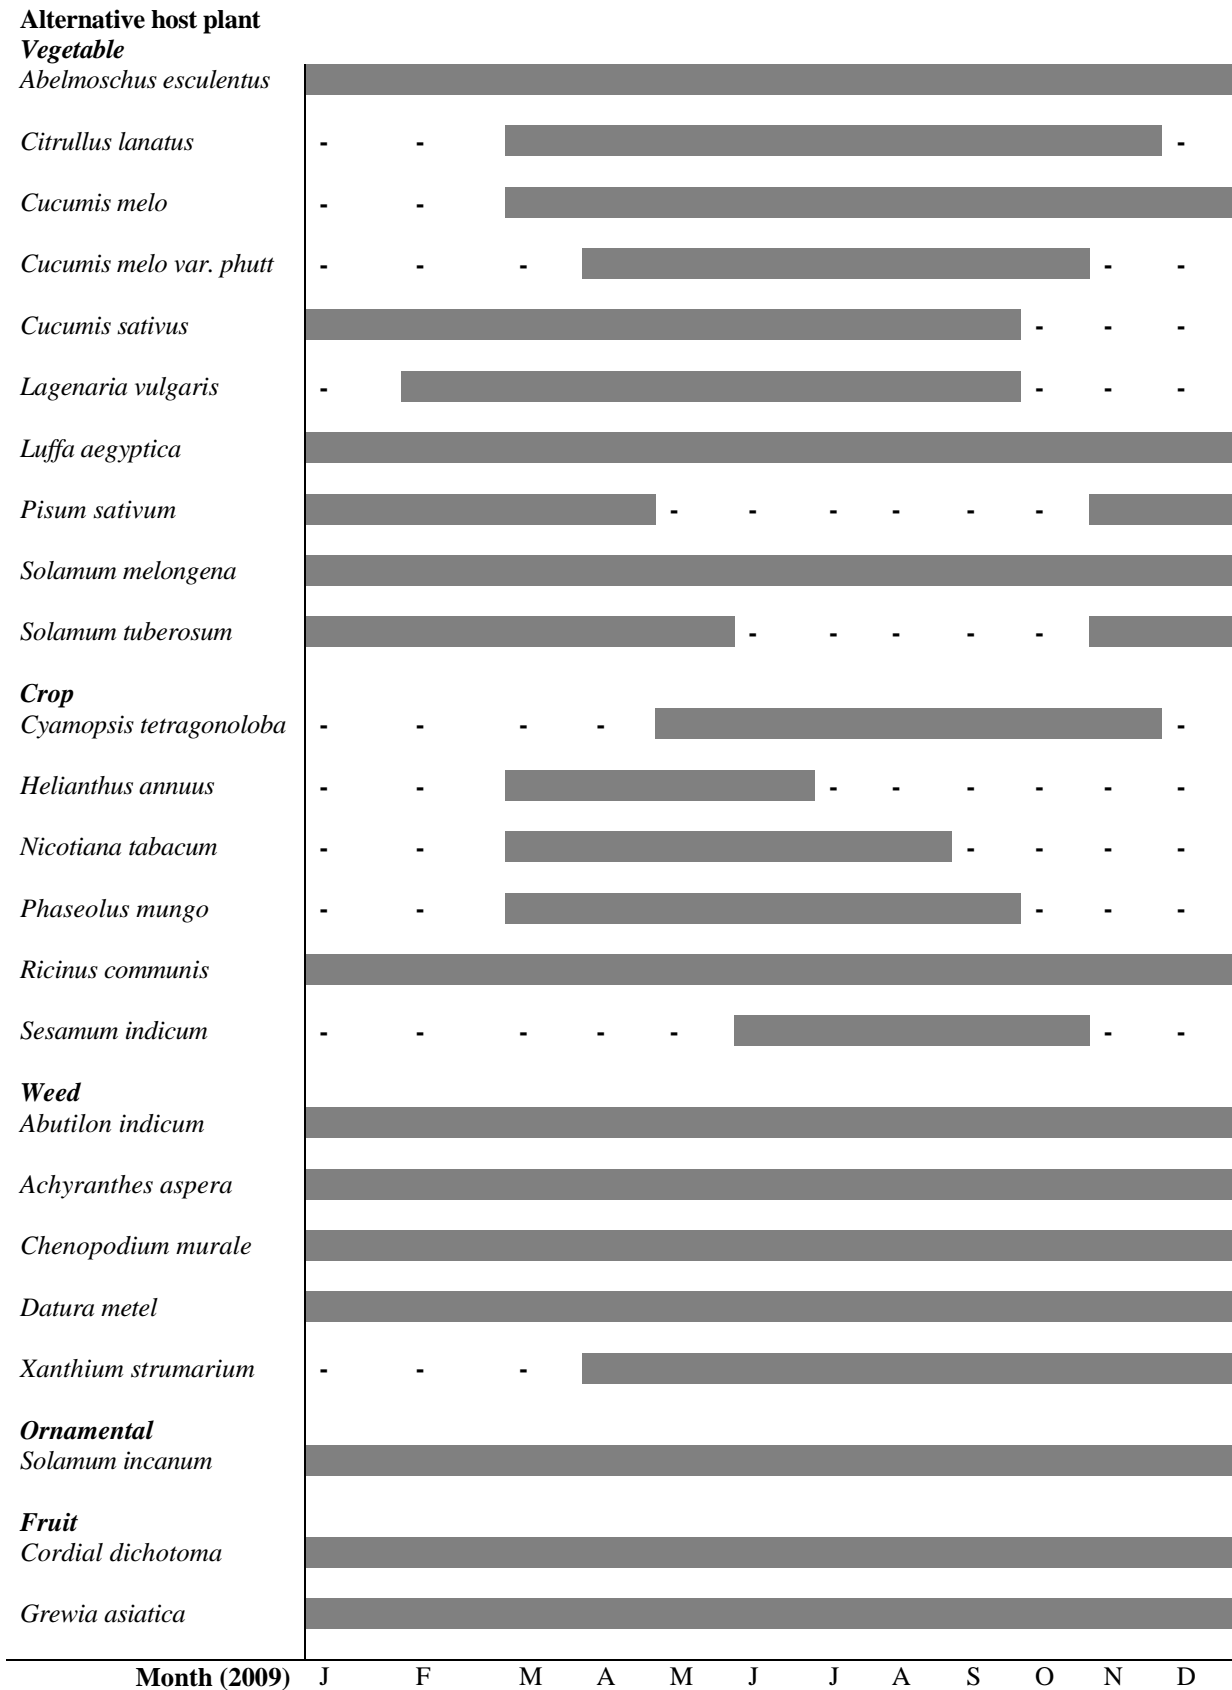 Alternative host plant
Vegetable
Abelmoschus esculentus
Citrullus lanatus - - -
Cucumis melo - -
Cucumis melo var. phutt - - - - -
Cucumis sativus - - -
Lagenaria vulgaris - - - -
Luffa aegyptica
Pisum sativum - - - - - -
Solamum melongena
Solamum tuberosum - - - - -
Crop
Cyamopsis tetragonoloba - - - - -
Helianthus annuus - - - - - - - -
Nicotiana tabacum - - - - - -
Phaseolus mungo - - - - -
Ricinus communis
Sesamum indicum - - - - - - -
Weed
Abutilon indicum
Achyranthes aspera
Chenopodium murale
Datura metel
Xanthium strumarium - - -
Ornamental
Solamum incanum
Fruit
Cordial dichotoma
Grewia asiatica
Month (2009) J F M A M J J A S O N D